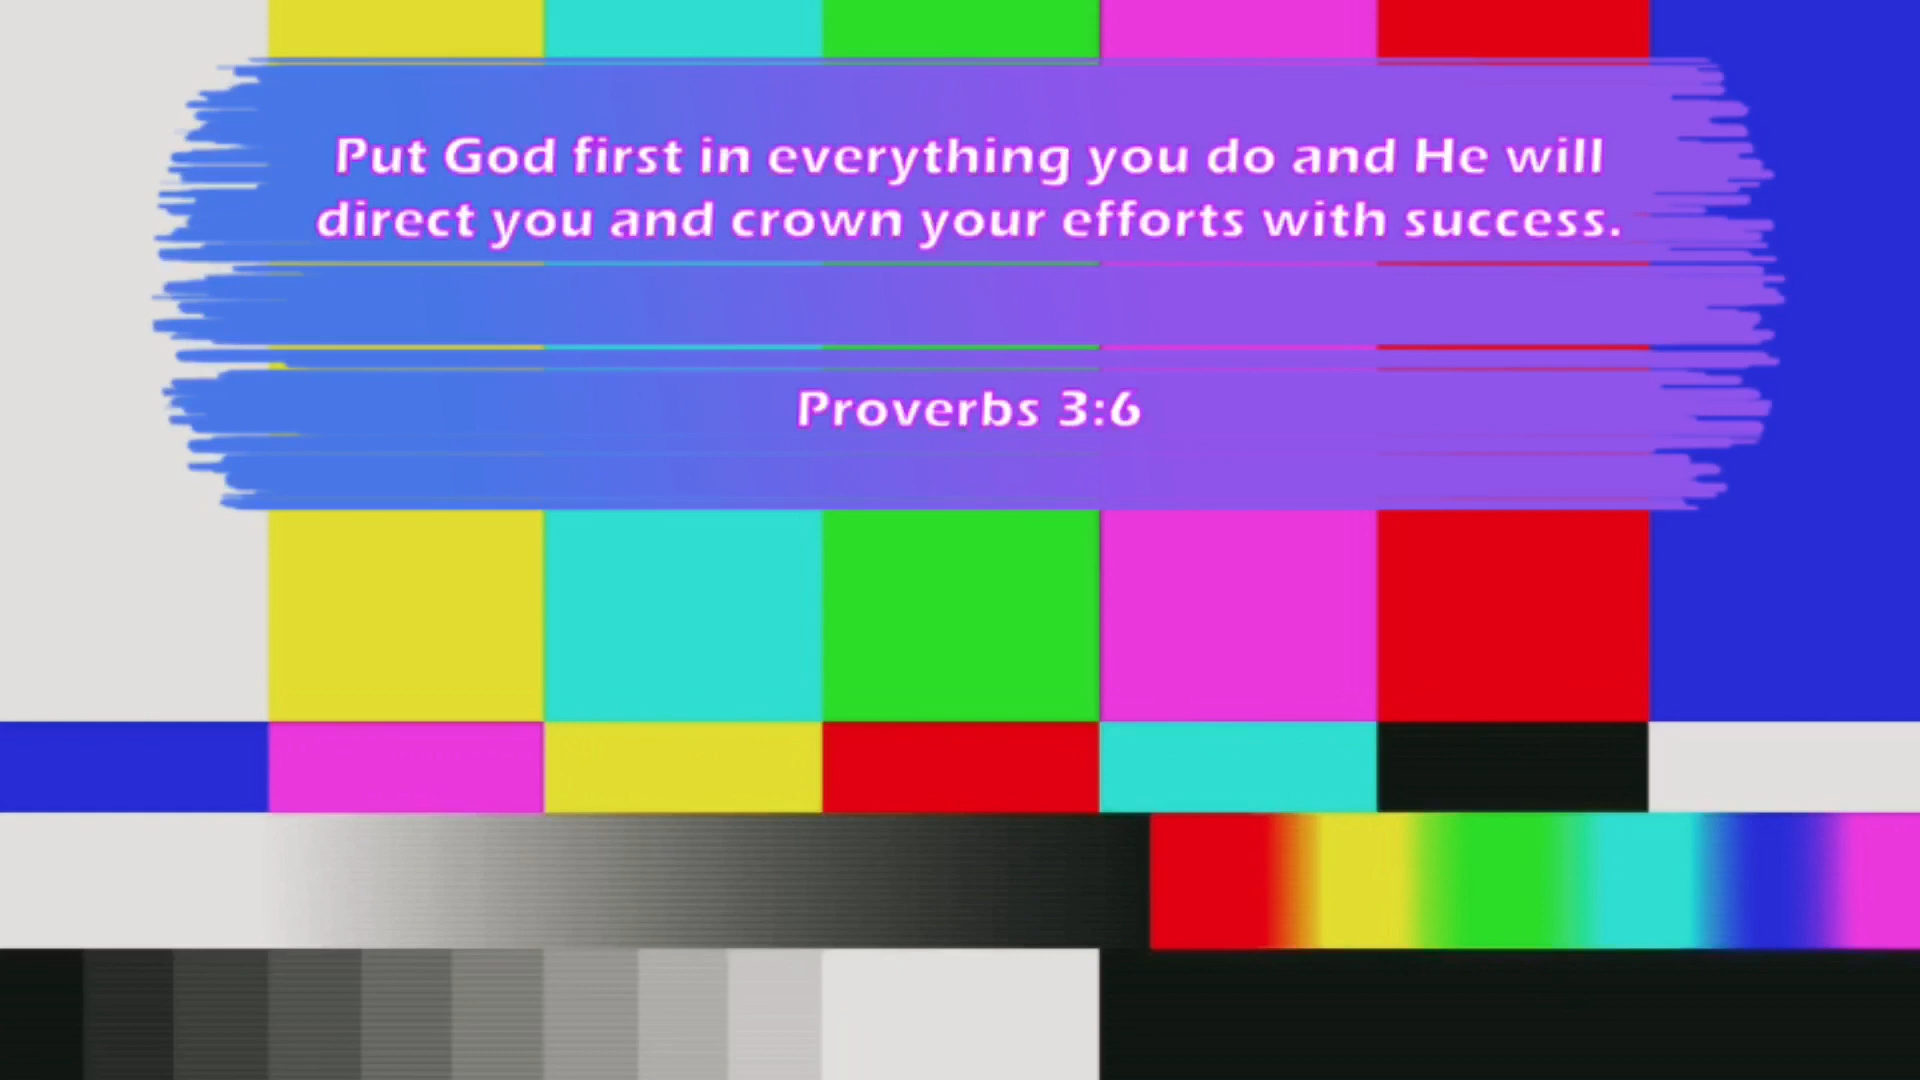 Put God first in everything you do and He will
direct you and crown your efforts with success.
Proverbs 3:6